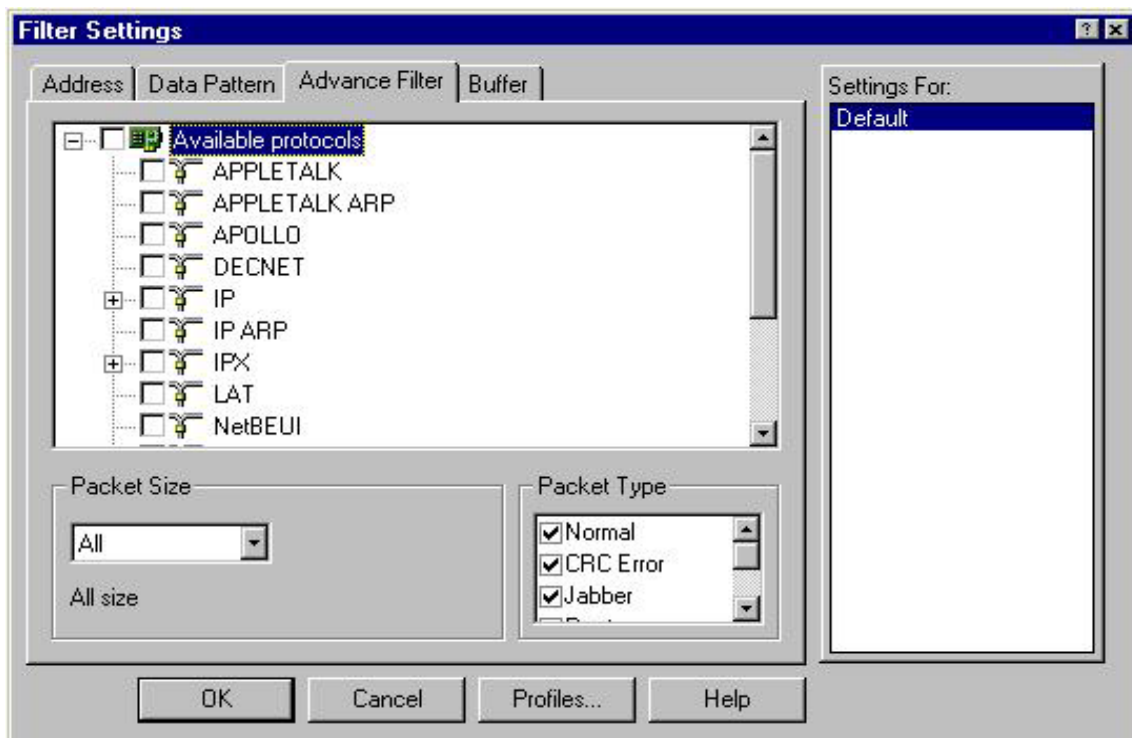 Filter Settings
Address
Data Pattern
Advance Filter
Buffer
Available protocols
APPLETALK
APPLETALK ARP
APOLLO
DECNET
IP
IP ARP
IPX
LAT
NetBEUI
Packet Size
All
All size
Packet Type
Normal
CRC Error
Jabber
Settings For:
Default
OK
Cancel
Profiles...
Help